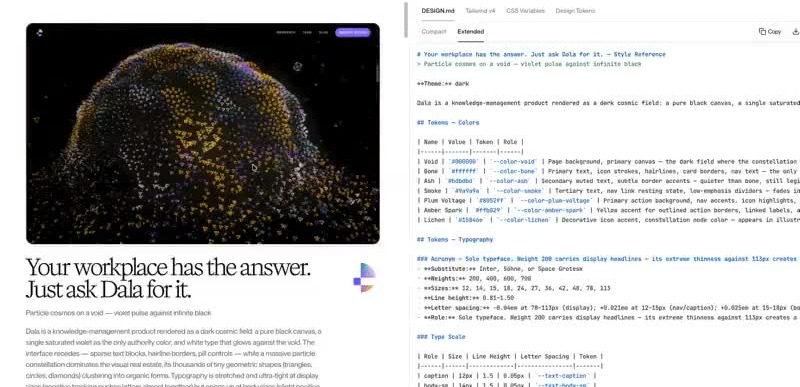 DESIGN.md Tailwind v4 CSS Variables Design Tokens
Compact Extended Copy
Your workplace has the answer.
Just ask Dala for it.
Particle cosmos on a void — violet pulse against infinite black
Dala is a knowledge-management product rendered as a dark cosmic field: a pure black canvas, a
single saturated violet as the only authority color, and white type that glows against the void. The
interface recedes — sparse text blocks, hairline borders, pill controls — while a massive particle
constellation dominates the visual real estate, its thousands of tiny geometric shapes (triangles,
circles, diamonds) clustering into organic forms. Typography is stretched and ultra-light at display
# Your workplace has the answer. Just ask Dala for it. — Style Reference
> Particle cosmos on a void — violet pulse against infinite black
**Theme:** dark
Dala is a knowledge-management product rendered as a dark cosmic field: a pure black canvas, a single saturated
## Tokens — Colors
| Name | Value | Token | Role |
|------|-------|-------|------|
| Void | `#000000` | `--color-void` | Page background, primary canvas — the dark field where the constellation
| Bone | `#ffffff` | `--color-bone` | Primary text, icon strokes, hairlines, card borders, nav text — the only
| Ash | `#bdbdbd` | `--color-ash` | Secondary muted text, subtle border accents — quieter than bone, still legi
| Smoke | `#9a9a9a` | `--color-smoke` | Tertiary text, nav link resting state, low-emphasis dividers — fades in
| Plum Voltage | `#8052ff` | `--color-plum-voltage` | Primary action background, nav accents, icon highlights,
| Amber Spark | `#ffb829` | `--color-amber-spark` | Yellow accent for outlined action borders, linked labels, a
| Lichen | `#15846e` | `--color-lichen` | Decorative icon accent, constellation node color — appears in illustr
## Tokens — Typography
### Acronym — Sole typeface. Weight 200 carries display headlines — its extreme thinness against 113px creates
- **Substitute:** Inter, Söhne, or Space Grotesk
- **Weights:** 200, 400, 600, 700
- **Sizes:** 12, 14, 15, 18, 24, 27, 36, 42, 48, 78, 113
- **Line height:** 0.81-1.50
- **Letter spacing:** -0.04em at 78-113px (display); +0.021em at 12-15px (nav/caption); +0.025em at 15-18px (bo
- **Role:** Sole typeface. Weight 200 carries display headlines — its extreme thinness against 113px creates a
### Type Scale
| Role | Size | Line Height | Letter Spacing | Token |
|------|------|-------------|----------------|-------|
| caption | 12px | 1.5 | 0.05px | `--text-caption` |
| body-sm | 14px | 1.5 | 0.05px | `--text-body-sm` |